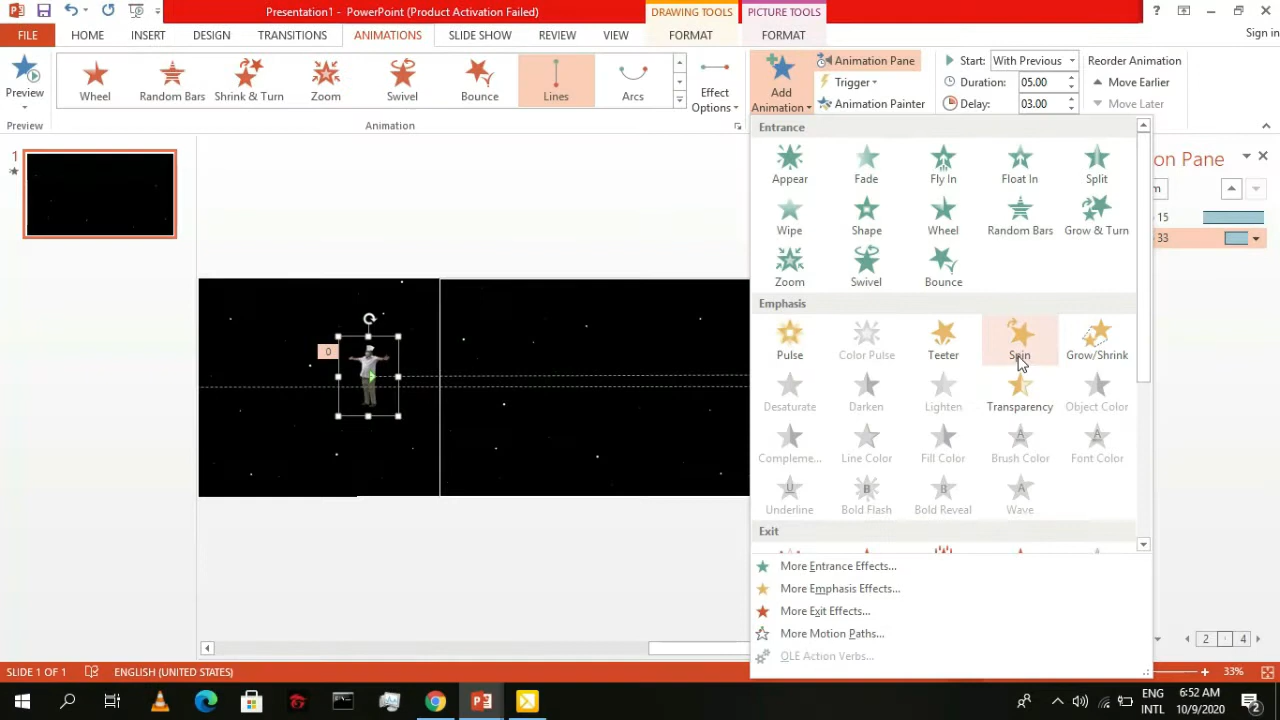 Presentation1 - PowerPoint (Product Activation Failed)
DRAWING TOOLS
PICTURE TOOLS
?
FILE
HOME
INSERT
DESIGN
TRANSITIONS
ANIMATIONS
SLIDE SHOW
REVIEW
VIEW
FORMAT
FORMAT
Sign in
Preview
Wheel
Random Bars
Shrink & Turn
Zoom
Swivel
Bounce
Lines
Arcs
Effect
Options
Add
Animation
Animation Pane
Trigger
Animation Painter
Start: With Previous
Duration: 05.00
Delay: 03.00
Reorder Animation
Move Earlier
Move Later
Preview
Animation
Entrance
Appear
Fade
Fly In
Float In
Split
Wipe
Shape
Wheel
Random Bars
Grow & Turn
Zoom
Swivel
Bounce
Emphasis
Pulse
Color Pulse
Teeter
Spin
Grow/Shrink
Desaturate
Darken
Lighten
Transparency
Object Color
Compleme...
Line Color
Fill Color
Brush Color
Font Color
Underline
Bold Flash
Bold Reveal
Wave
Exit
More Entrance Effects...
More Emphasis Effects...
More Exit Effects...
More Motion Paths...
OLE Action Verbs...
ion Pane
m
15
33
2
4
1
0
SLIDE 1 OF 1
ENGLISH (UNITED STATES)
33%
ENG
INTL
6:52 AM
10/9/2020
2